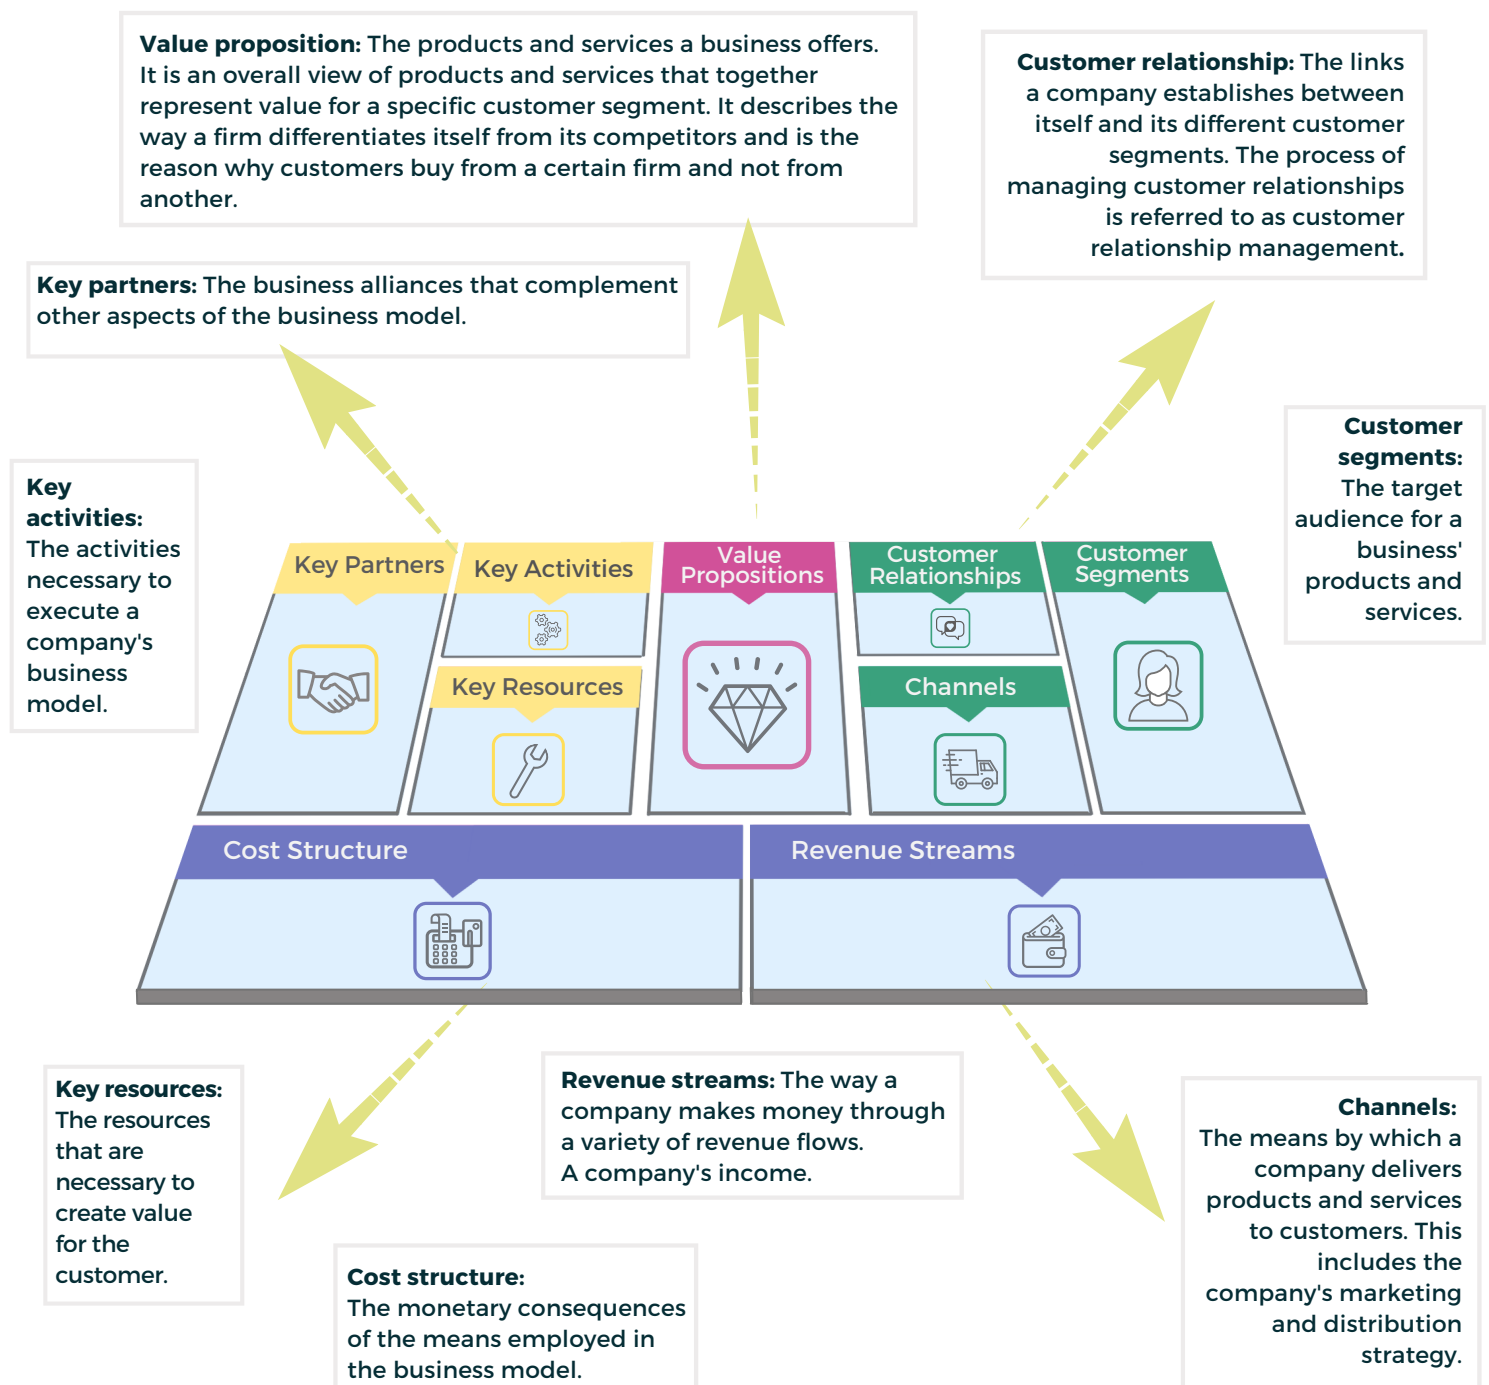 Value proposition: The products and services a business offers.
It is an overall view of products and services that together
represent value for a specific customer segment. It describes the
way a firm differentiates itself from its competitors and is the
reason why customers buy from a certain firm and not from
another.
Customer relationship: The links
a company establishes between
itself and its different customer
segments. The process of
managing customer relationships
is referred to as customer
relationship management.
Key partners: The business alliances that complement
other aspects of the business model.
Customer
segments:
The target
audience for a
business'
products and
services.
Key
activities:
The activities
necessary to
execute a
company's
business
model.
Key Partners
Key Activities
Value
Propositions
Customer
Relationships
Customer
Segments
Key Resources
Channels
Cost Structure
Revenue Streams
Key resources:
The resources
that are
necessary to
create value
for the
customer.
Revenue streams: The way a
company makes money through
a variety of revenue flows.
A company's income.
Channels:
The means by which a
company delivers
products and services
to customers. This
includes the
company's marketing
and distribution
strategy.
Cost structure:
The monetary consequences
of the means employed in
the business model.